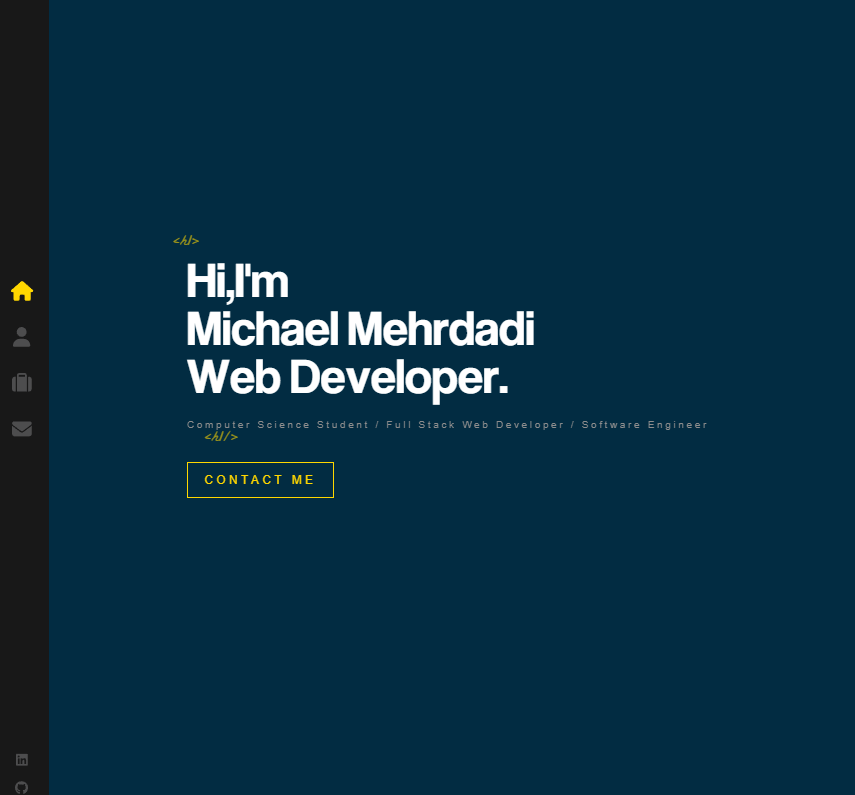 <h1>
Hi,I'm
Michael Mehrdadi
Web Developer.
Computer Science Student / Full Stack Web Developer / Software Engineer
<h1/>
CONTACT ME